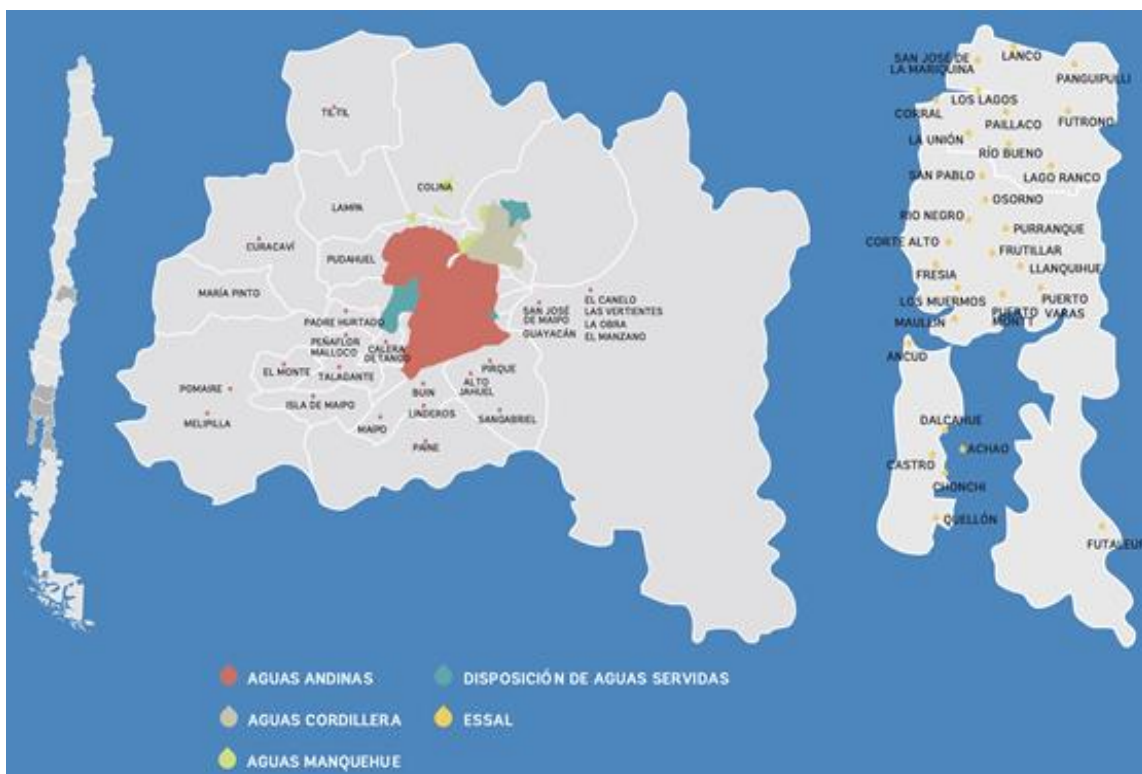 TIL TIL
COLINA
LAMPA
CURACAVÍ
PUDAHUEL
MARÍA PINTO
PADRE HURTADO
PEÑAFLOR
MALLOCO
CALERA
DE TANGO
EL MONTE
TALAGANTE
POMAIRE
ISLA DE MAIPO
MELIPILLA
MAIPO
BUIN
LINDEROS
PAINE
ALTO
JAHUEL
PIRQUE
SANGABRIEL
SAN JOSÉ
DE MAIPO
GUAYACÁN
EL CANELO
LAS VERTIENTES
LA OBRA
EL MANZANO
SAN JOSÉ DE
LA MARIQUINA
LANCO
PANGUIPULLI
LOS LAGOS
CORRAL
PAILLACO
FUTRONO
LA UNIÓN
RÍO BUENO
SAN PABLO
LAGO RANCO
OSORNO
RIO NEGRO
PURRANQUE
CORTE ALTO
FRUTILLAR
FRESIA
LLANQUIHUE
LOS MUERMOS
PUERTO
MONTT
PUERTO
VARAS
MAULLIN
ANCUD
DALCAHUE
ACHAO
CASTRO
CHONCHI
QUELLÓN
FUTALEUF
AGUAS ANDINAS
DISPOSICIÓN DE AGUAS SERVIDAS
AGUAS CORDILLERA
ESSAL
AGUAS MANQUEHUE